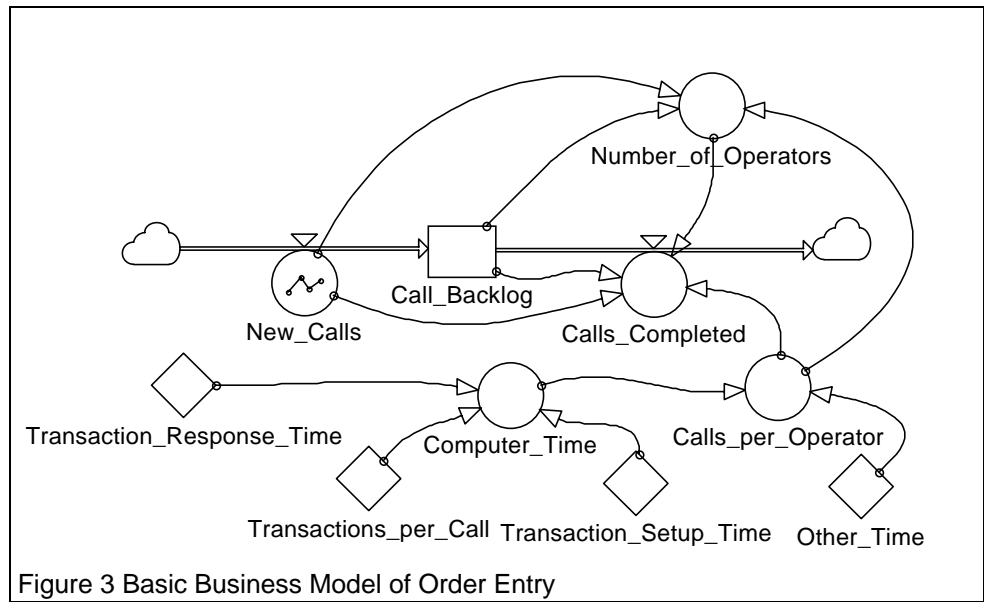 Number_of_Operators
Call_Backlog
New_Calls
Calls_Completed
Transaction_Response_Time
Computer_Time
Calls_per_Operator
Transactions_per_Call
Transaction_Setup_Time
Other_Time
Figure 3 Basic Business Model of Order Entry